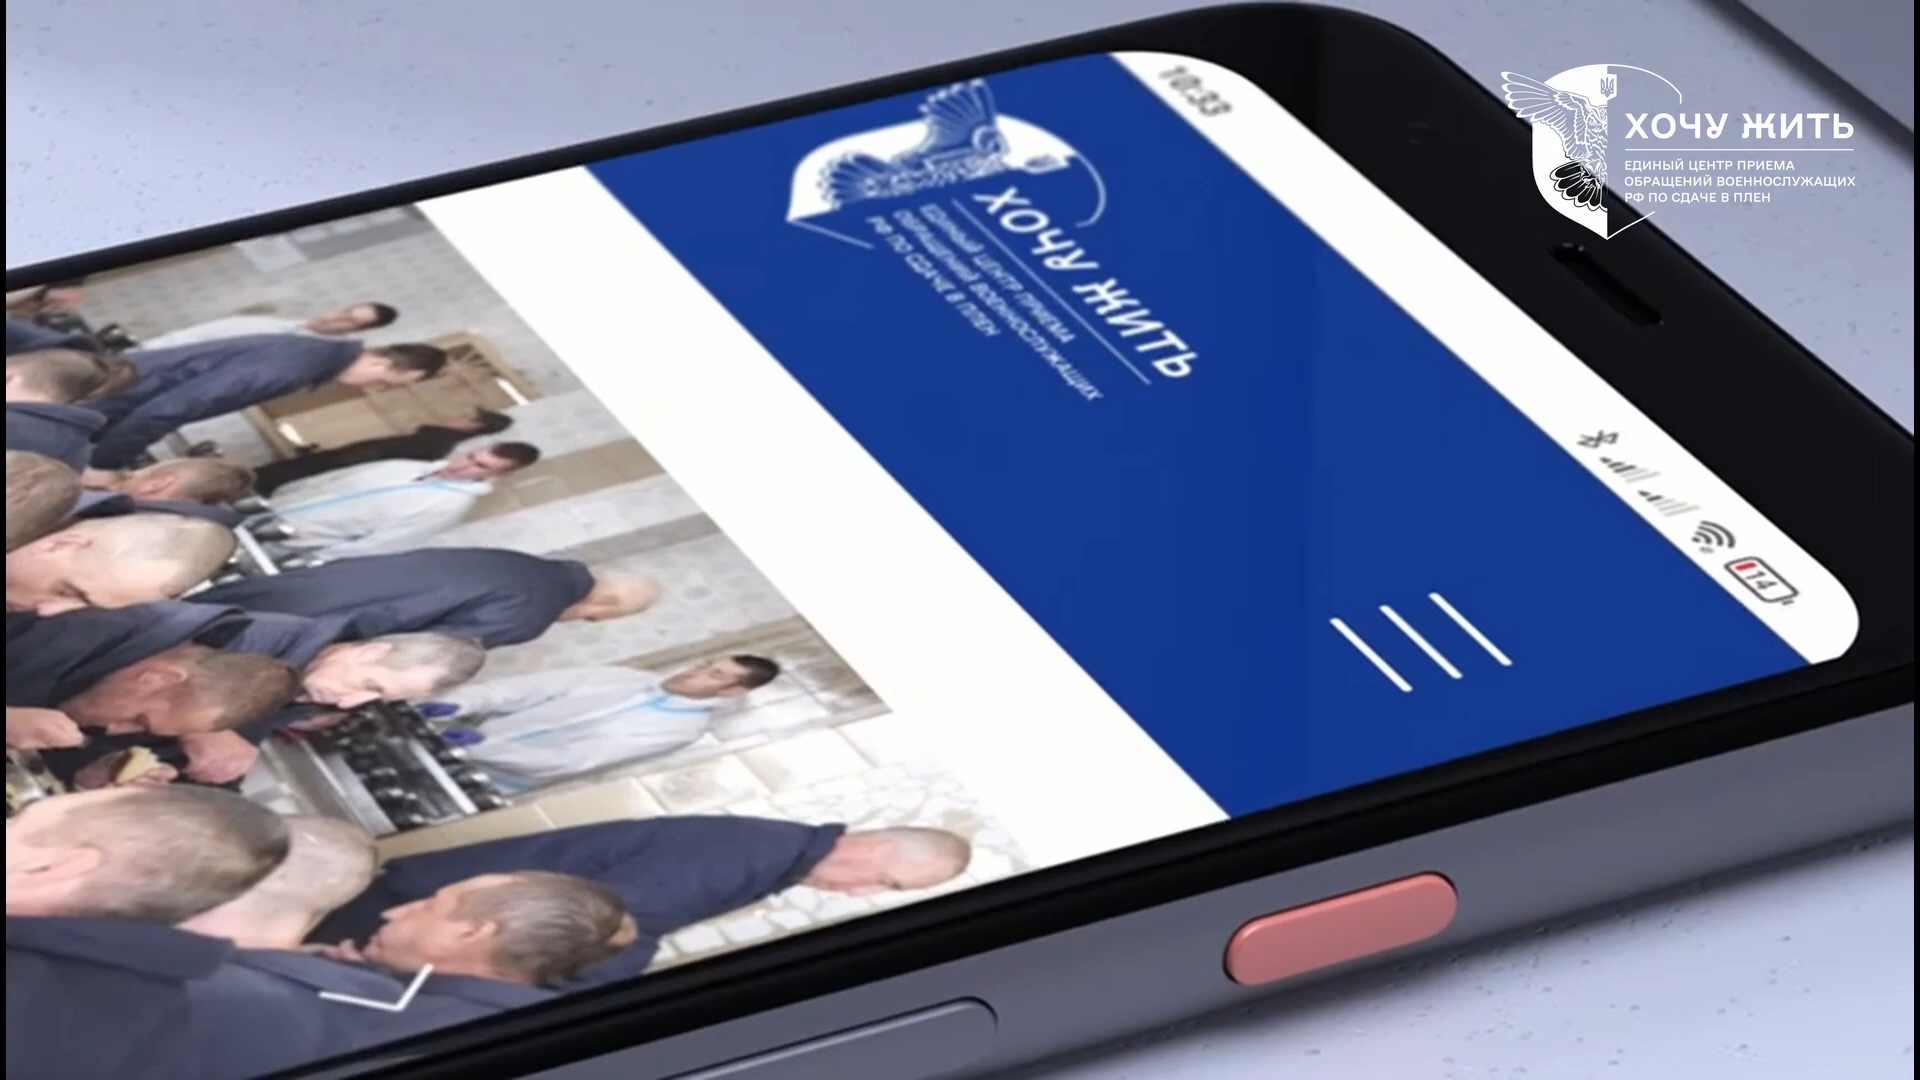 10:33
14
ХОЧУ ЖИТЬ
ЕДИНЫЙ ЦЕНТР ПРИЕМА
ОБРАЩЕНИЙ ВОЕННОСЛУЖАЩИХ
РФ ПО СДАЧЕ В ПЛЕН
ХОЧУ ЖИТЬ
ЕДИНЫЙ ЦЕНТР ПРИЕМА
ОБРАЩЕНИЙ ВОЕННОСЛУЖАЩИХ
РФ ПО СДАЧЕ В ПЛЕН